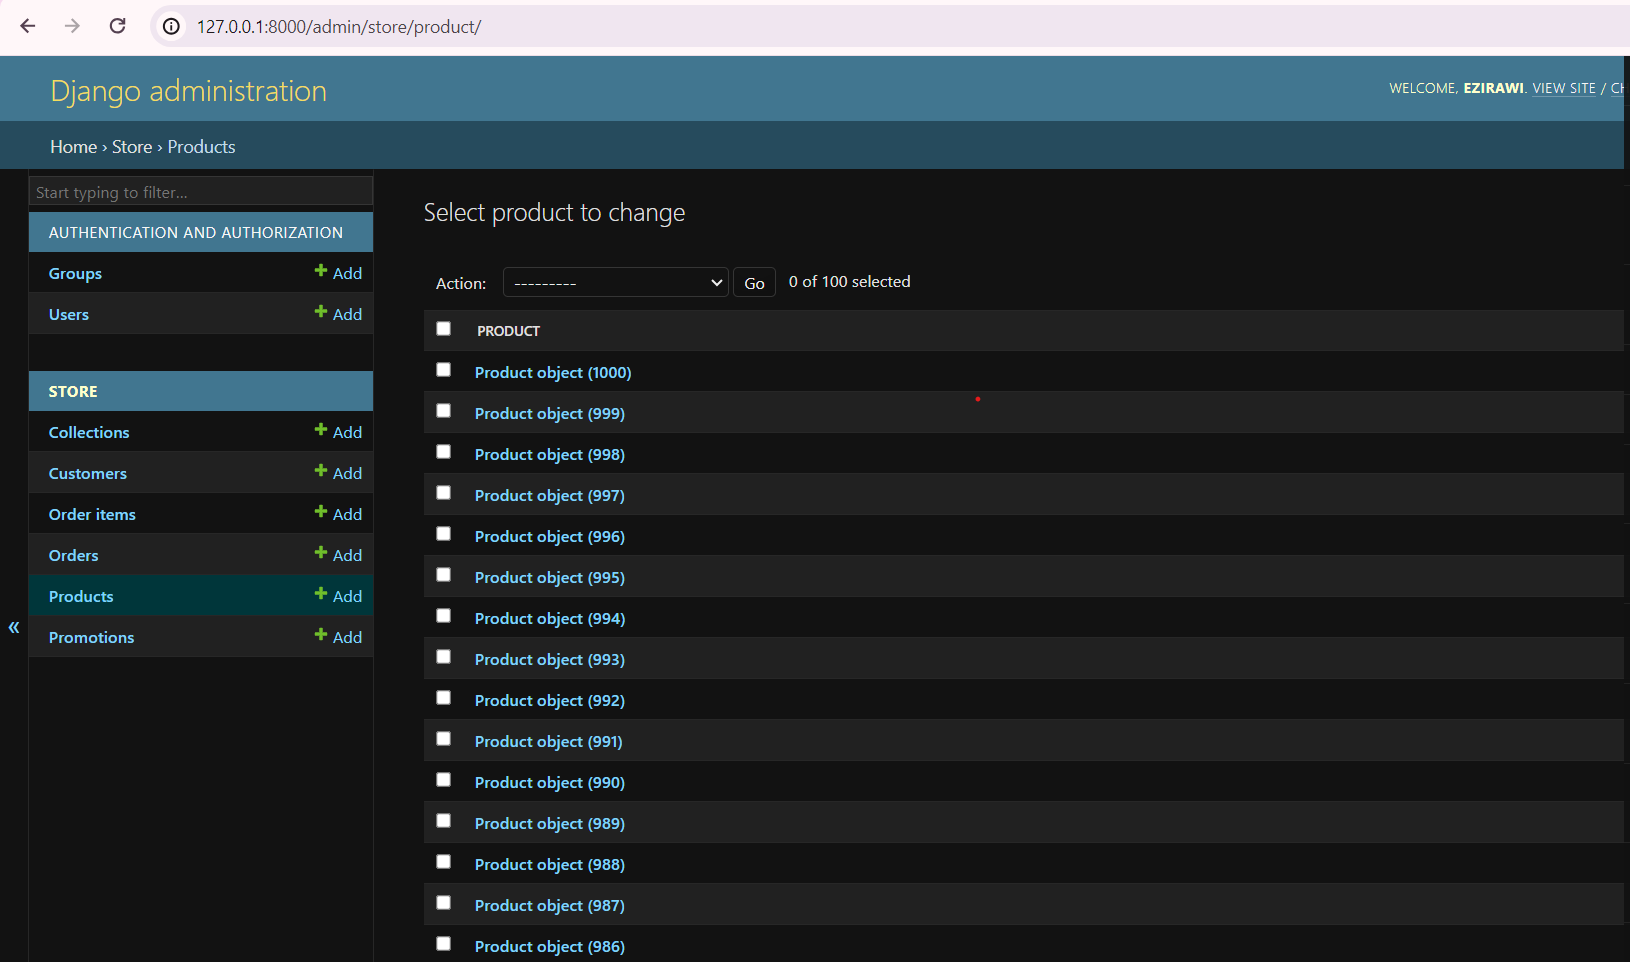 127.0.0.1:8000/admin/store/product/
Django administration
WELCOME, EZIRAWI. VIEW SITE / CH
Home › Store › Products
Start typing to filter...
AUTHENTICATION AND AUTHORIZATION
Groups + Add
Users + Add
STORE
Collections + Add
Customers + Add
Order items + Add
Orders + Add
Products + Add
Promotions + Add
«
Select product to change
Action: --------- Go 0 of 100 selected
PRODUCT
Product object (1000)
Product object (999)
Product object (998)
Product object (997)
Product object (996)
Product object (995)
Product object (994)
Product object (993)
Product object (992)
Product object (991)
Product object (990)
Product object (989)
Product object (988)
Product object (987)
Product object (986)